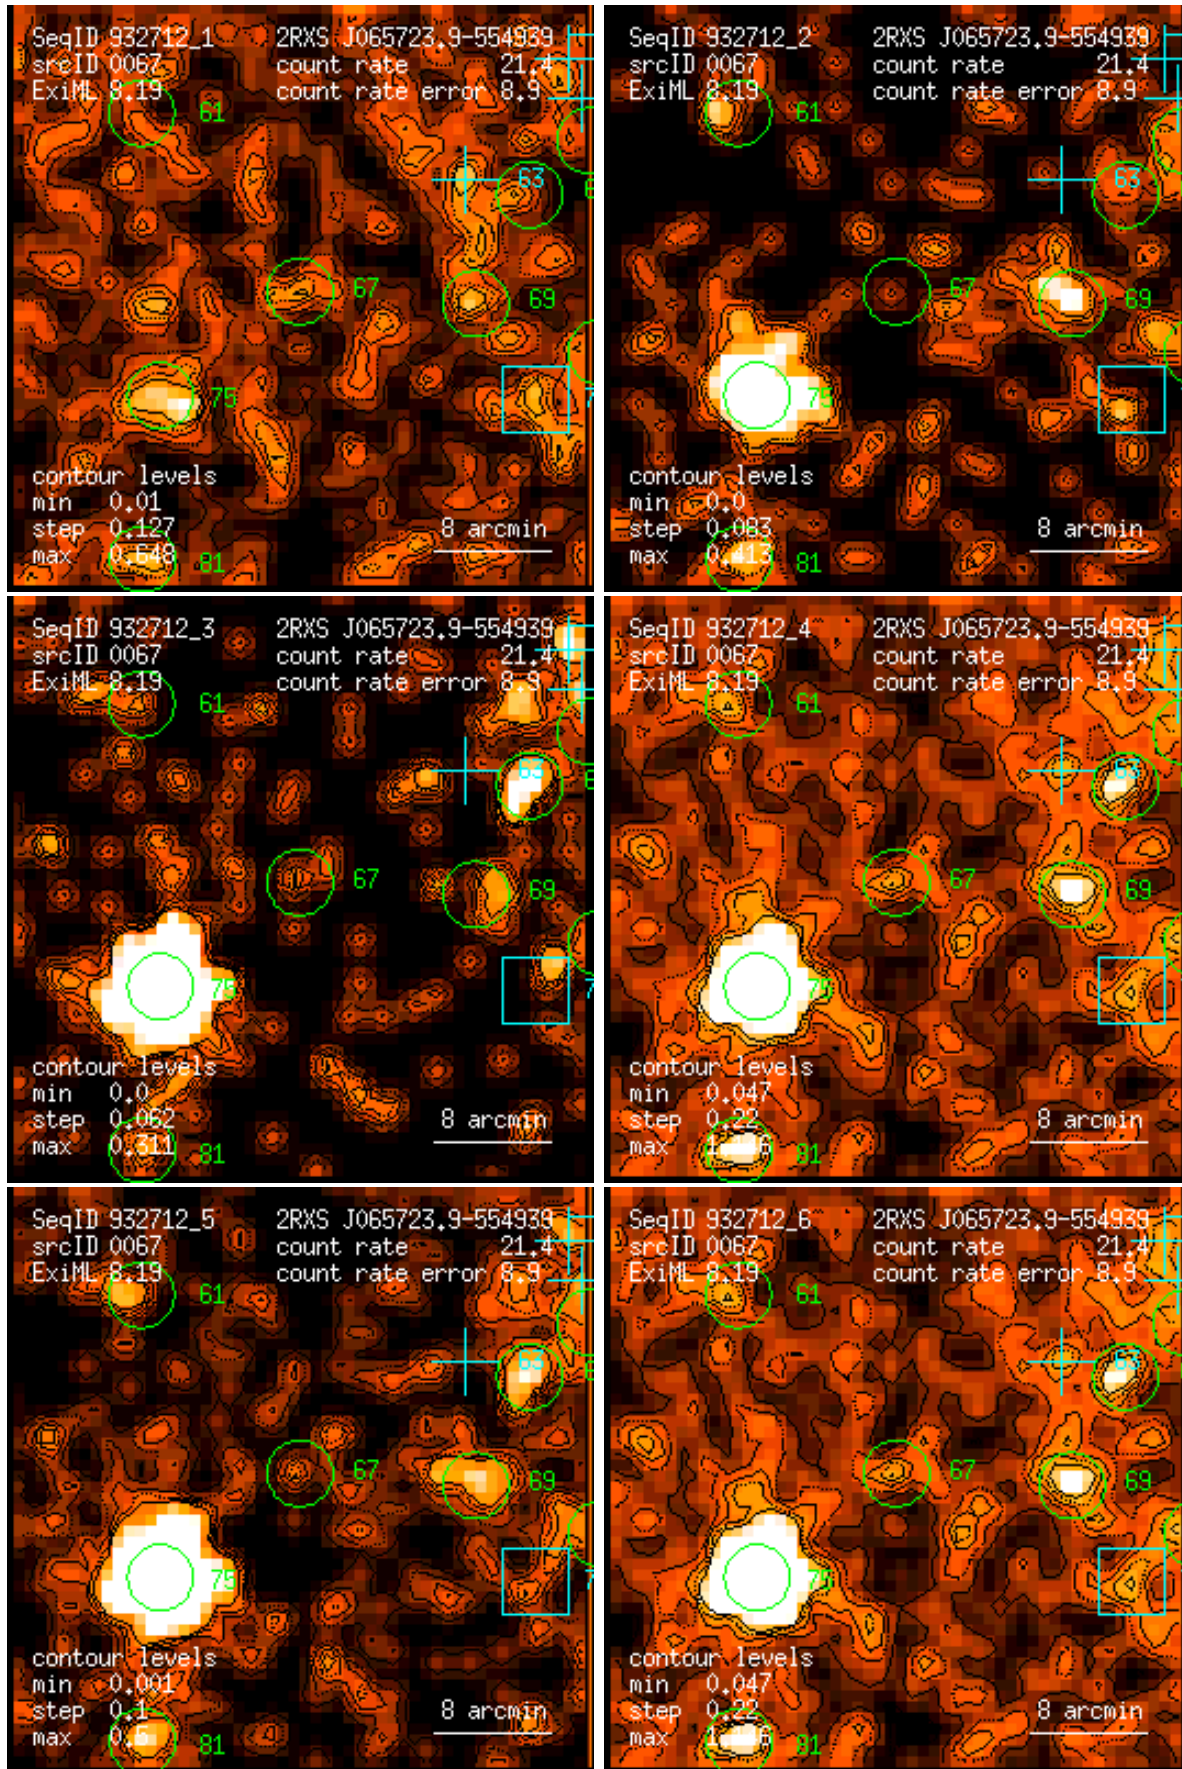 SeqID 932712_1 2RXS J065723.9-554939
srcID 0067 count rate 21.4
ExiML 8.19 count rate error 8.9
61
63
67
69
75
contour levels
min 0.01
step 0.127 8 arcmin
max 0.648 81
SeqID 932712_2 2RXS J065723.9-554939
srcID 0067 count rate 21.4
ExiML 8.19 count rate error 8.9
61
63
67
69
75
contour levels
min 0.0
step 0.083 8 arcmin
max 0.413 81
SeqID 932712_3 2RXS J065723.9-554939
srcID 0067 count rate 21.4
ExiML 8.19 count rate error 8.9
61
63
67
69
75
contour levels
min 0.0
step 0.062 8 arcmin
max 0.311 81
SeqID 932712_4 2RXS J065723.9-554939
srcID 0067 count rate 21.4
ExiML 8.19 count rate error 8.9
61
63
67
69
75
contour levels
min 0.047
step 0.22 8 arcmin
max 81
SeqID 932712_5 2RXS J065723.9-554939
srcID 0067 count rate 21.4
ExiML 8.19 count rate error 8.9
61
63
67
69
75
contour levels
min 0.001
step 0.1 8 arcmin
max 0.5 81
SeqID 932712_6 2RXS J065723.9-554939
srcID 0067 count rate 21.4
ExiML 8.19 count rate error 8.9
61
63
67
69
75
contour levels
min 0.047
step 0.22 8 arcmin
max 81